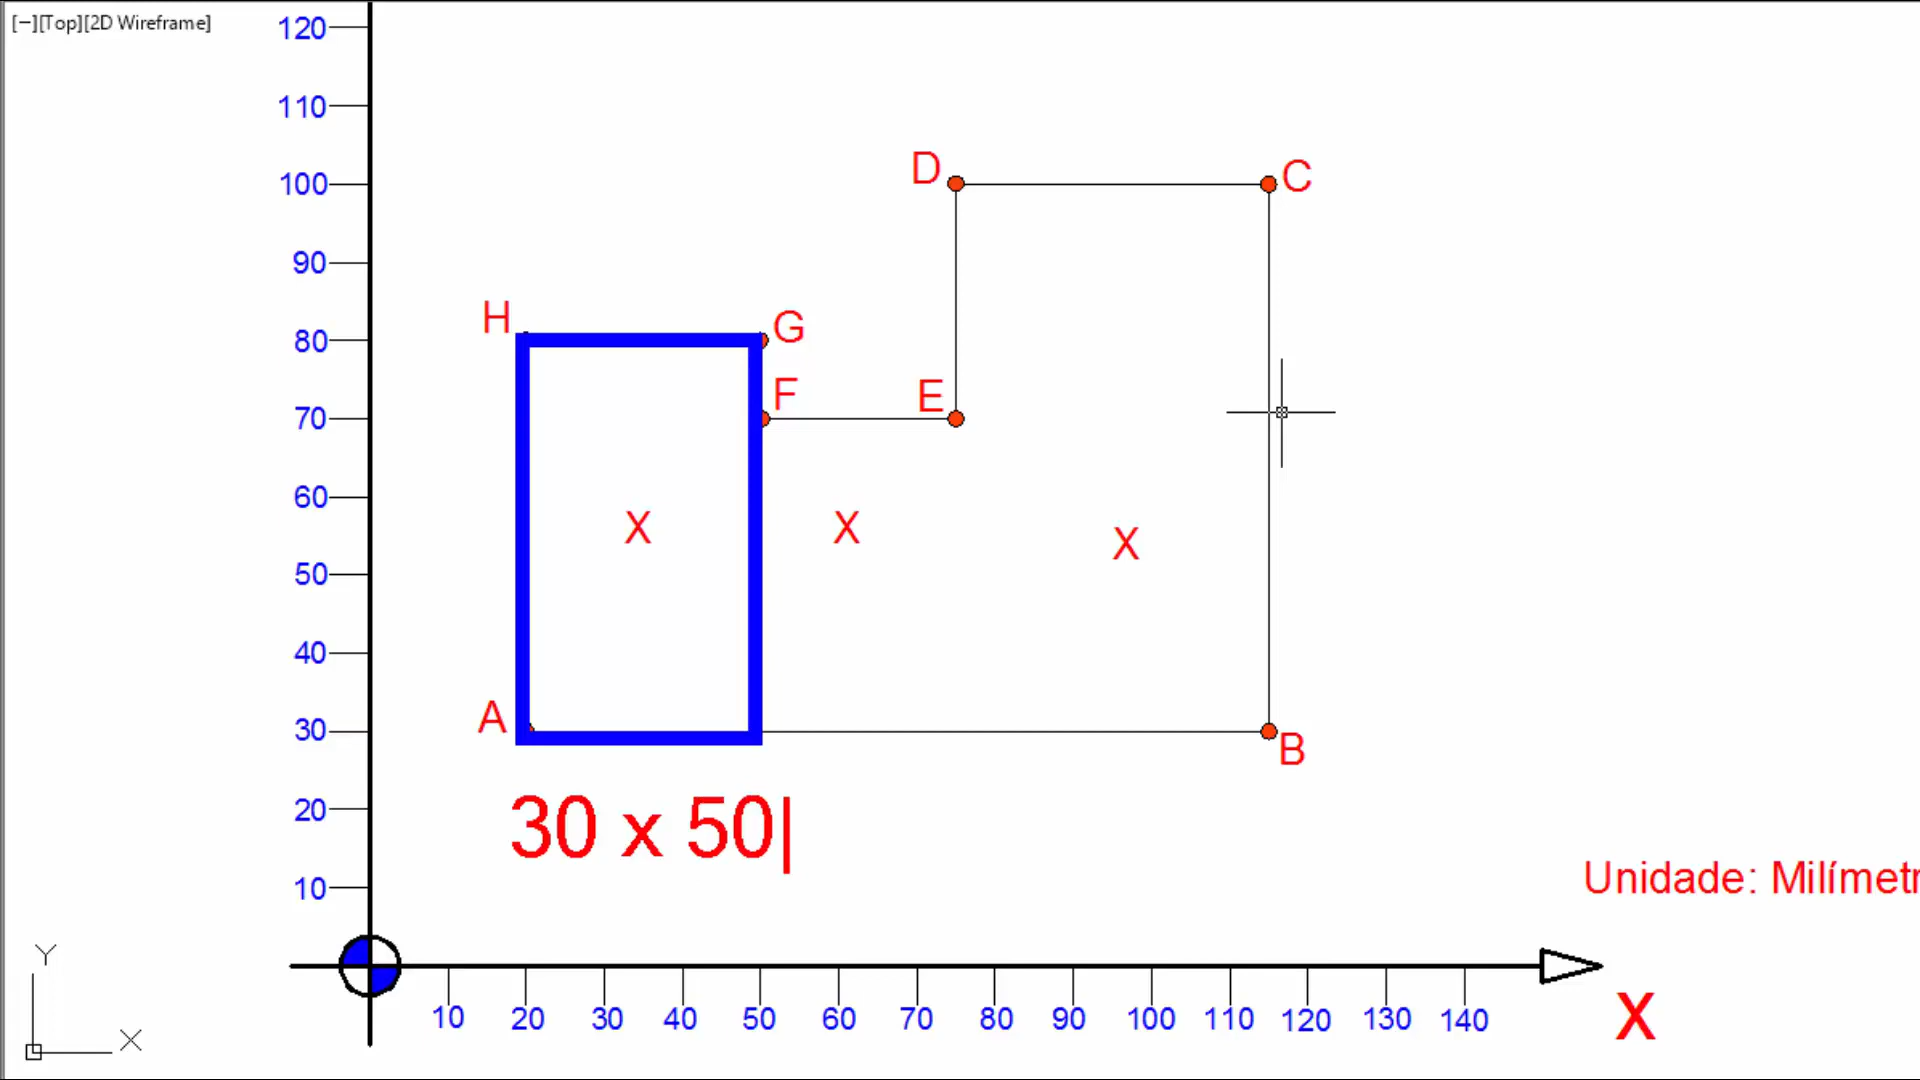 [−][Top][2D Wireframe]
120
110
100
90
80
70
60
50
40
30
20
10
D
C
H
G
F
E
X
X
X
A
B
30 x 50
Unidade: Milímetr
Y
X
10 20 30 40 50 60 70 80 90 100 110 120 130 140
X